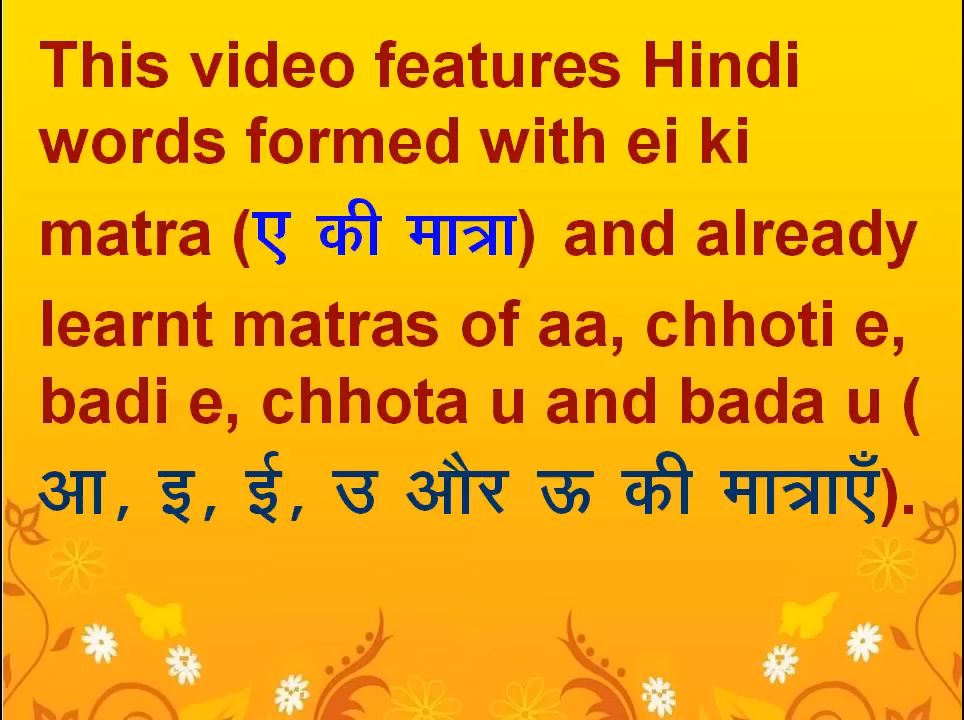 This video features Hindi
words formed with ei ki
matra (ए की मात्रा) and already
learnt matras of aa, chhoti e,
badi e, chhota u and bada u (
आ, इ, ई, उ और ऊ की मात्राएँ).